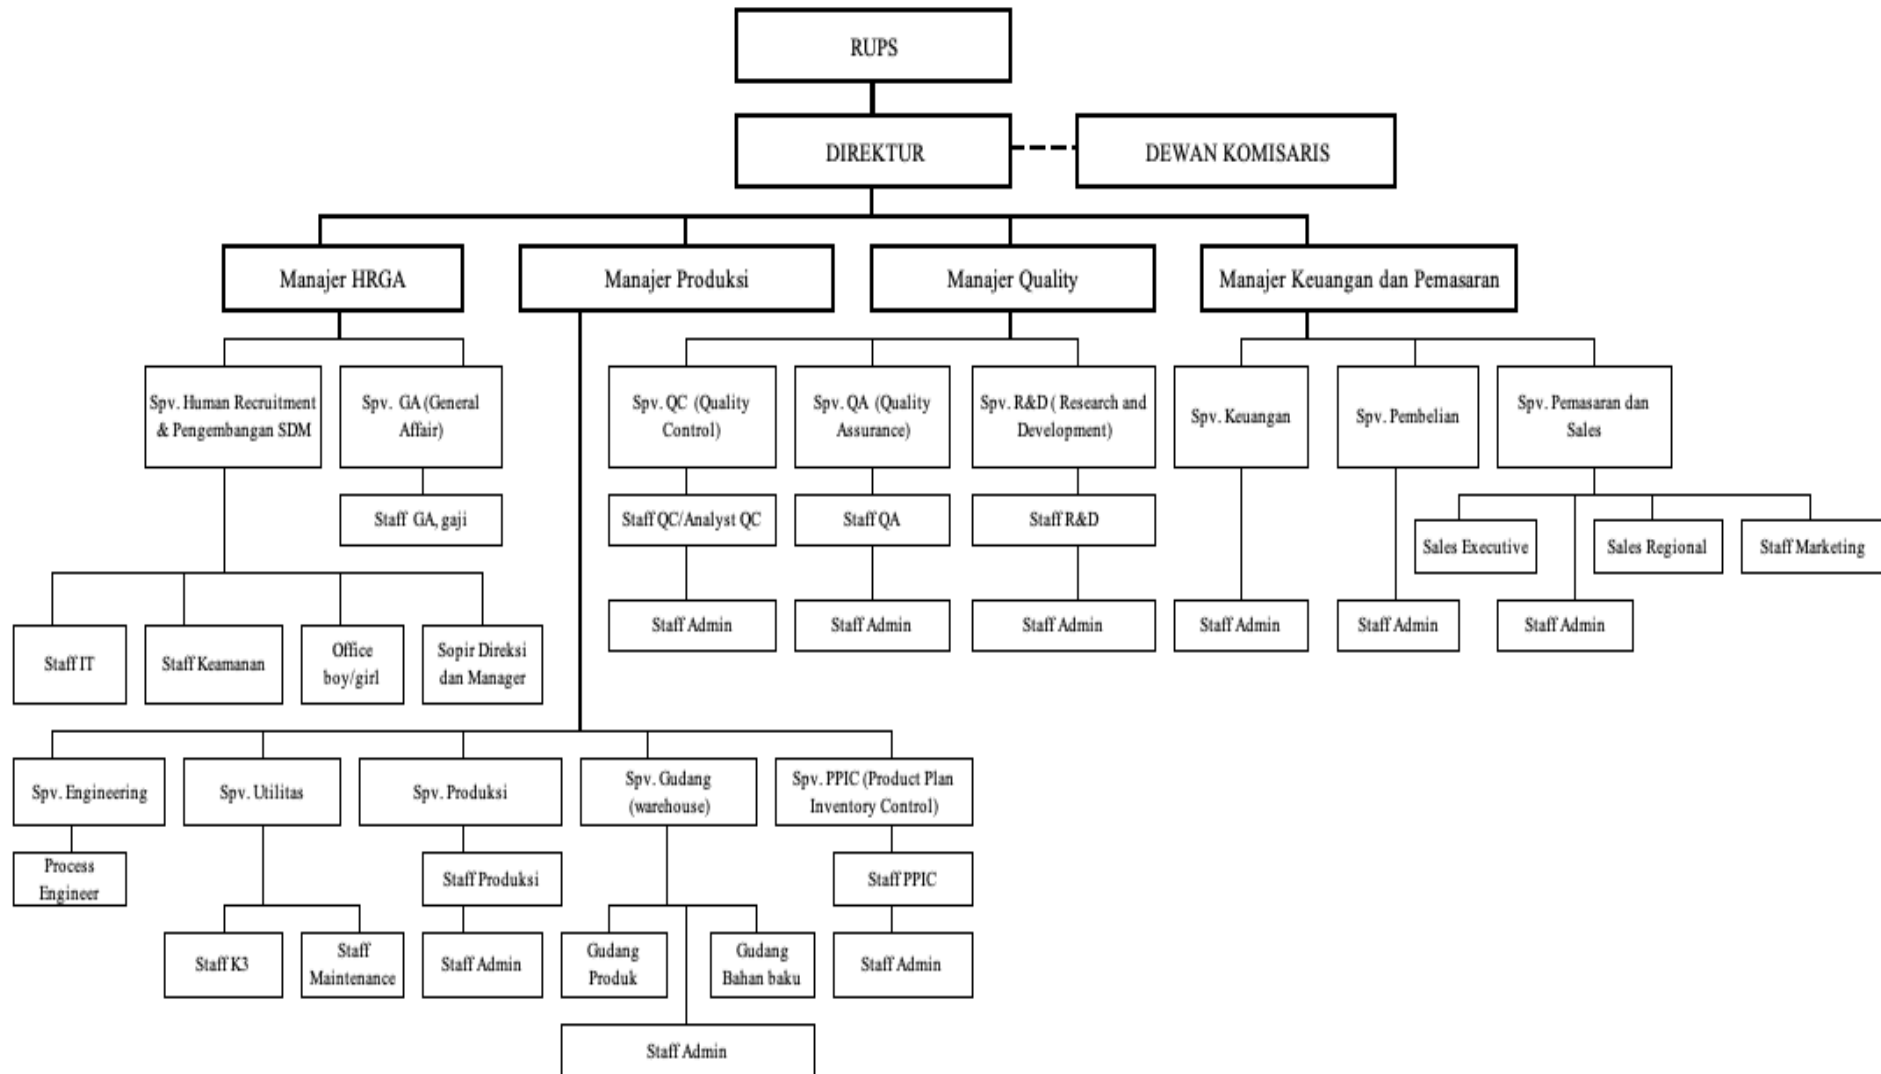 RUPS
DIREKTUR
DEWAN KOMISARIS
Manajer HRGA
Manajer Produksi
Manajer Quality
Manajer Keuangan dan Pemasaran
Spv. Human Recruitment
& Pengembangan SDM
Spv. GA (General
Affair)
Spv. QC (Quality
Control)
Spv. QA (Quality
Assurance)
Spv. R&D ( Research and
Development)
Spv. Keuangan
Spv. Pembelian
Spv. Pemasaran dan
Sales
Staff GA, gaji
Staff QC/Analyst QC
Staff QA
Staff R&D
Sales Executive
Sales Regional
Staff Marketing
Staff Admin
Staff Admin
Staff Admin
Staff Admin
Staff Admin
Staff Admin
Staff IT
Staff Keamanan
Office
boy/girl
Sopir Direksi
dan Manager
Spv. Engineering
Spv. Utilitas
Spv. Produksi
Spv. Gudang
(warehouse)
Spv. PPIC (Product Plan
Inventory Control)
Process
Engineer
Staff Produksi
Staff PPIC
Staff K3
Staff
Maintenance
Staff Admin
Gudang
Produk
Gudang
Bahan baku
Staff Admin
Staff Admin